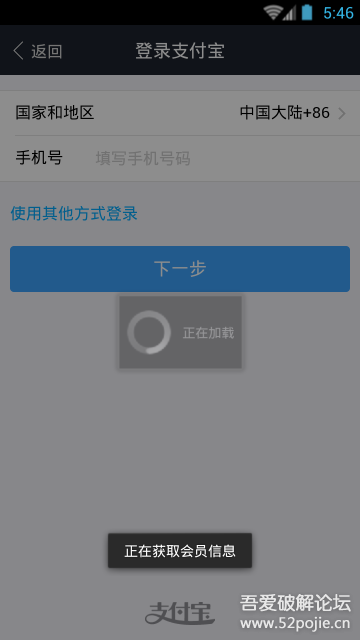 5:46
返回
登录支付宝
国家和地区 中国大陆+86
手机号 填写手机号码
使用其他方式登录
下一步
正在加载
正在获取会员信息
支付宝
吾爱破解论坛
www.52pojie.cn